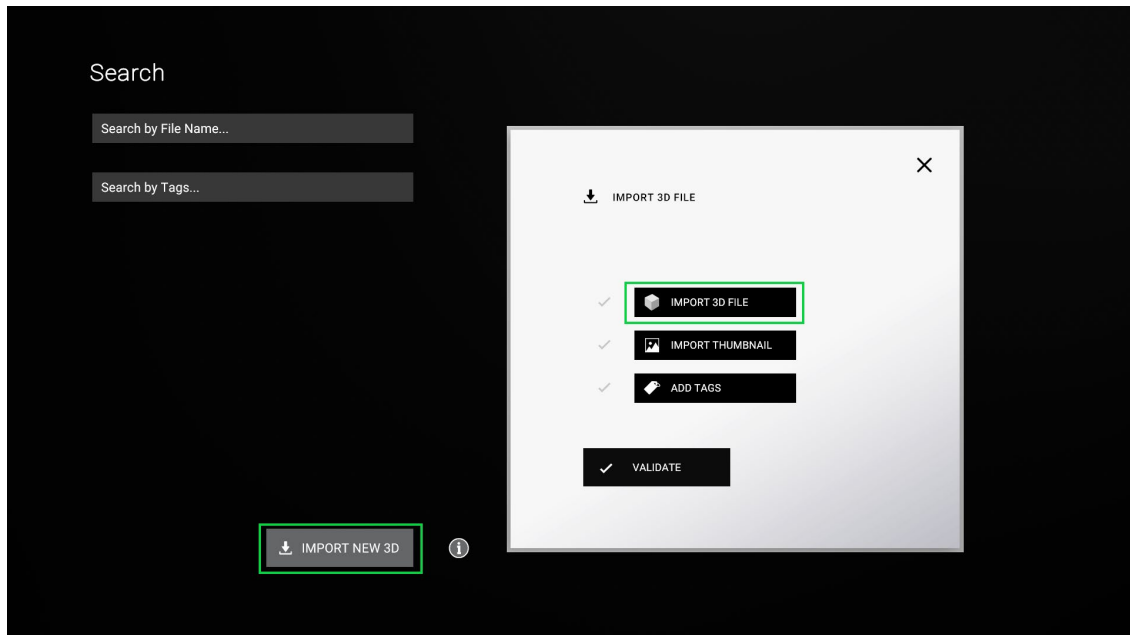 Search
Search by File Name...
Search by Tags...
IMPORT NEW 3D
i
IMPORT 3D FILE
IMPORT 3D FILE
IMPORT THUMBNAIL
ADD TAGS
VALIDATE